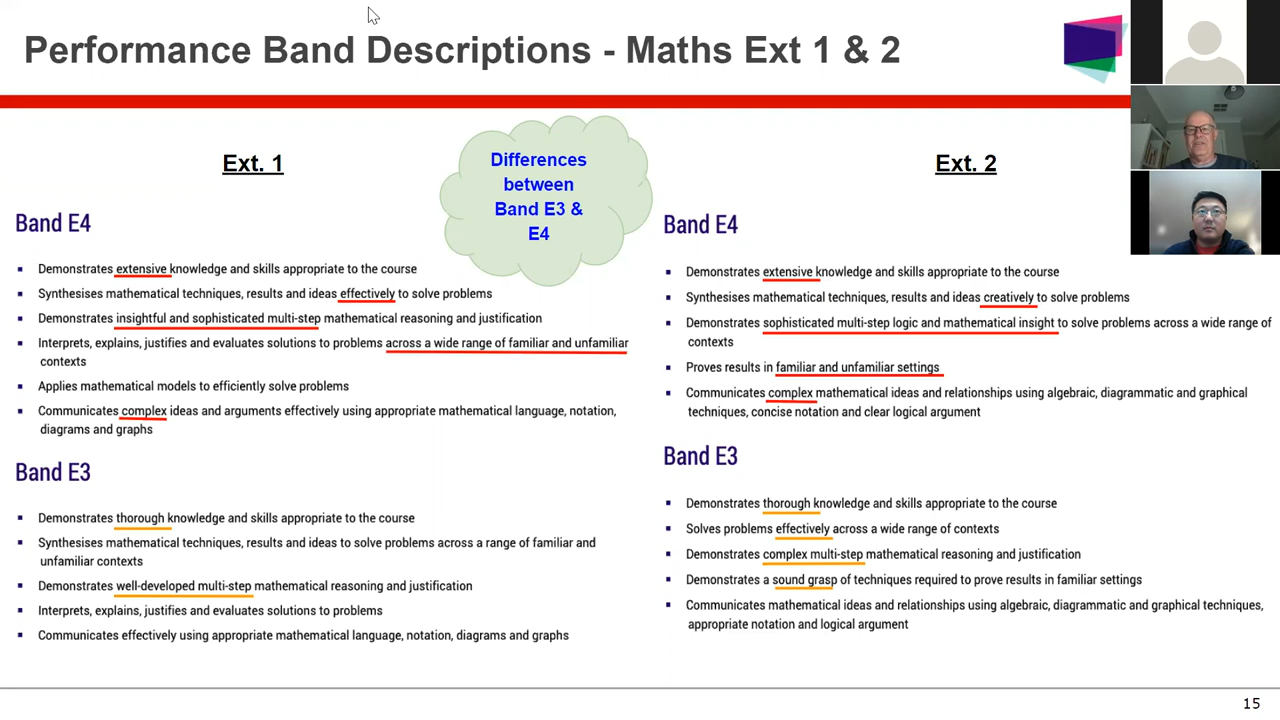 Performance Band Descriptions - Maths Ext 1 & 2
Differences
between
Band E3 &
E4
Ext. 1
Band E4
Demonstrates extensive knowledge and skills appropriate to the course
Synthesises mathematical techniques, results and ideas effectively to solve problems
Demonstrates insightful and sophisticated multi-step mathematical reasoning and justification
Interprets, explains, justifies and evaluates solutions to problems across a wide range of familiar and unfamiliar
contexts
Applies mathematical models to efficiently solve problems
Communicates complex ideas and arguments effectively using appropriate mathematical language, notation,
diagrams and graphs
Band E3
Demonstrates thorough knowledge and skills appropriate to the course
Synthesises mathematical techniques, results and ideas to solve problems across a range of familiar and
unfamiliar contexts
Demonstrates well-developed multi-step mathematical reasoning and justification
Interprets, explains, justifies and evaluates solutions to problems
Communicates effectively using appropriate mathematical language, notation, diagrams and graphs
Ext. 2
Band E4
Demonstrates extensive knowledge and skills appropriate to the course
Synthesises mathematical techniques, results and ideas creatively to solve problems
Demonstrates sophisticated multi-step logic and mathematical insight to solve problems across a wide range of
contexts
Proves results in familiar and unfamiliar settings
Communicates complex mathematical ideas and relationships using algebraic, diagrammatic and graphical
techniques, concise notation and clear logical argument
Band E3
Demonstrates thorough knowledge and skills appropriate to the course
Solves problems effectively across a wide range of contexts
Demonstrates complex multi-step mathematical reasoning and justification
Demonstrates a sound grasp of techniques required to prove results in familiar settings
Communicates mathematical ideas and relationships using algebraic, diagrammatic and graphical techniques,
appropriate notation and logical argument
15